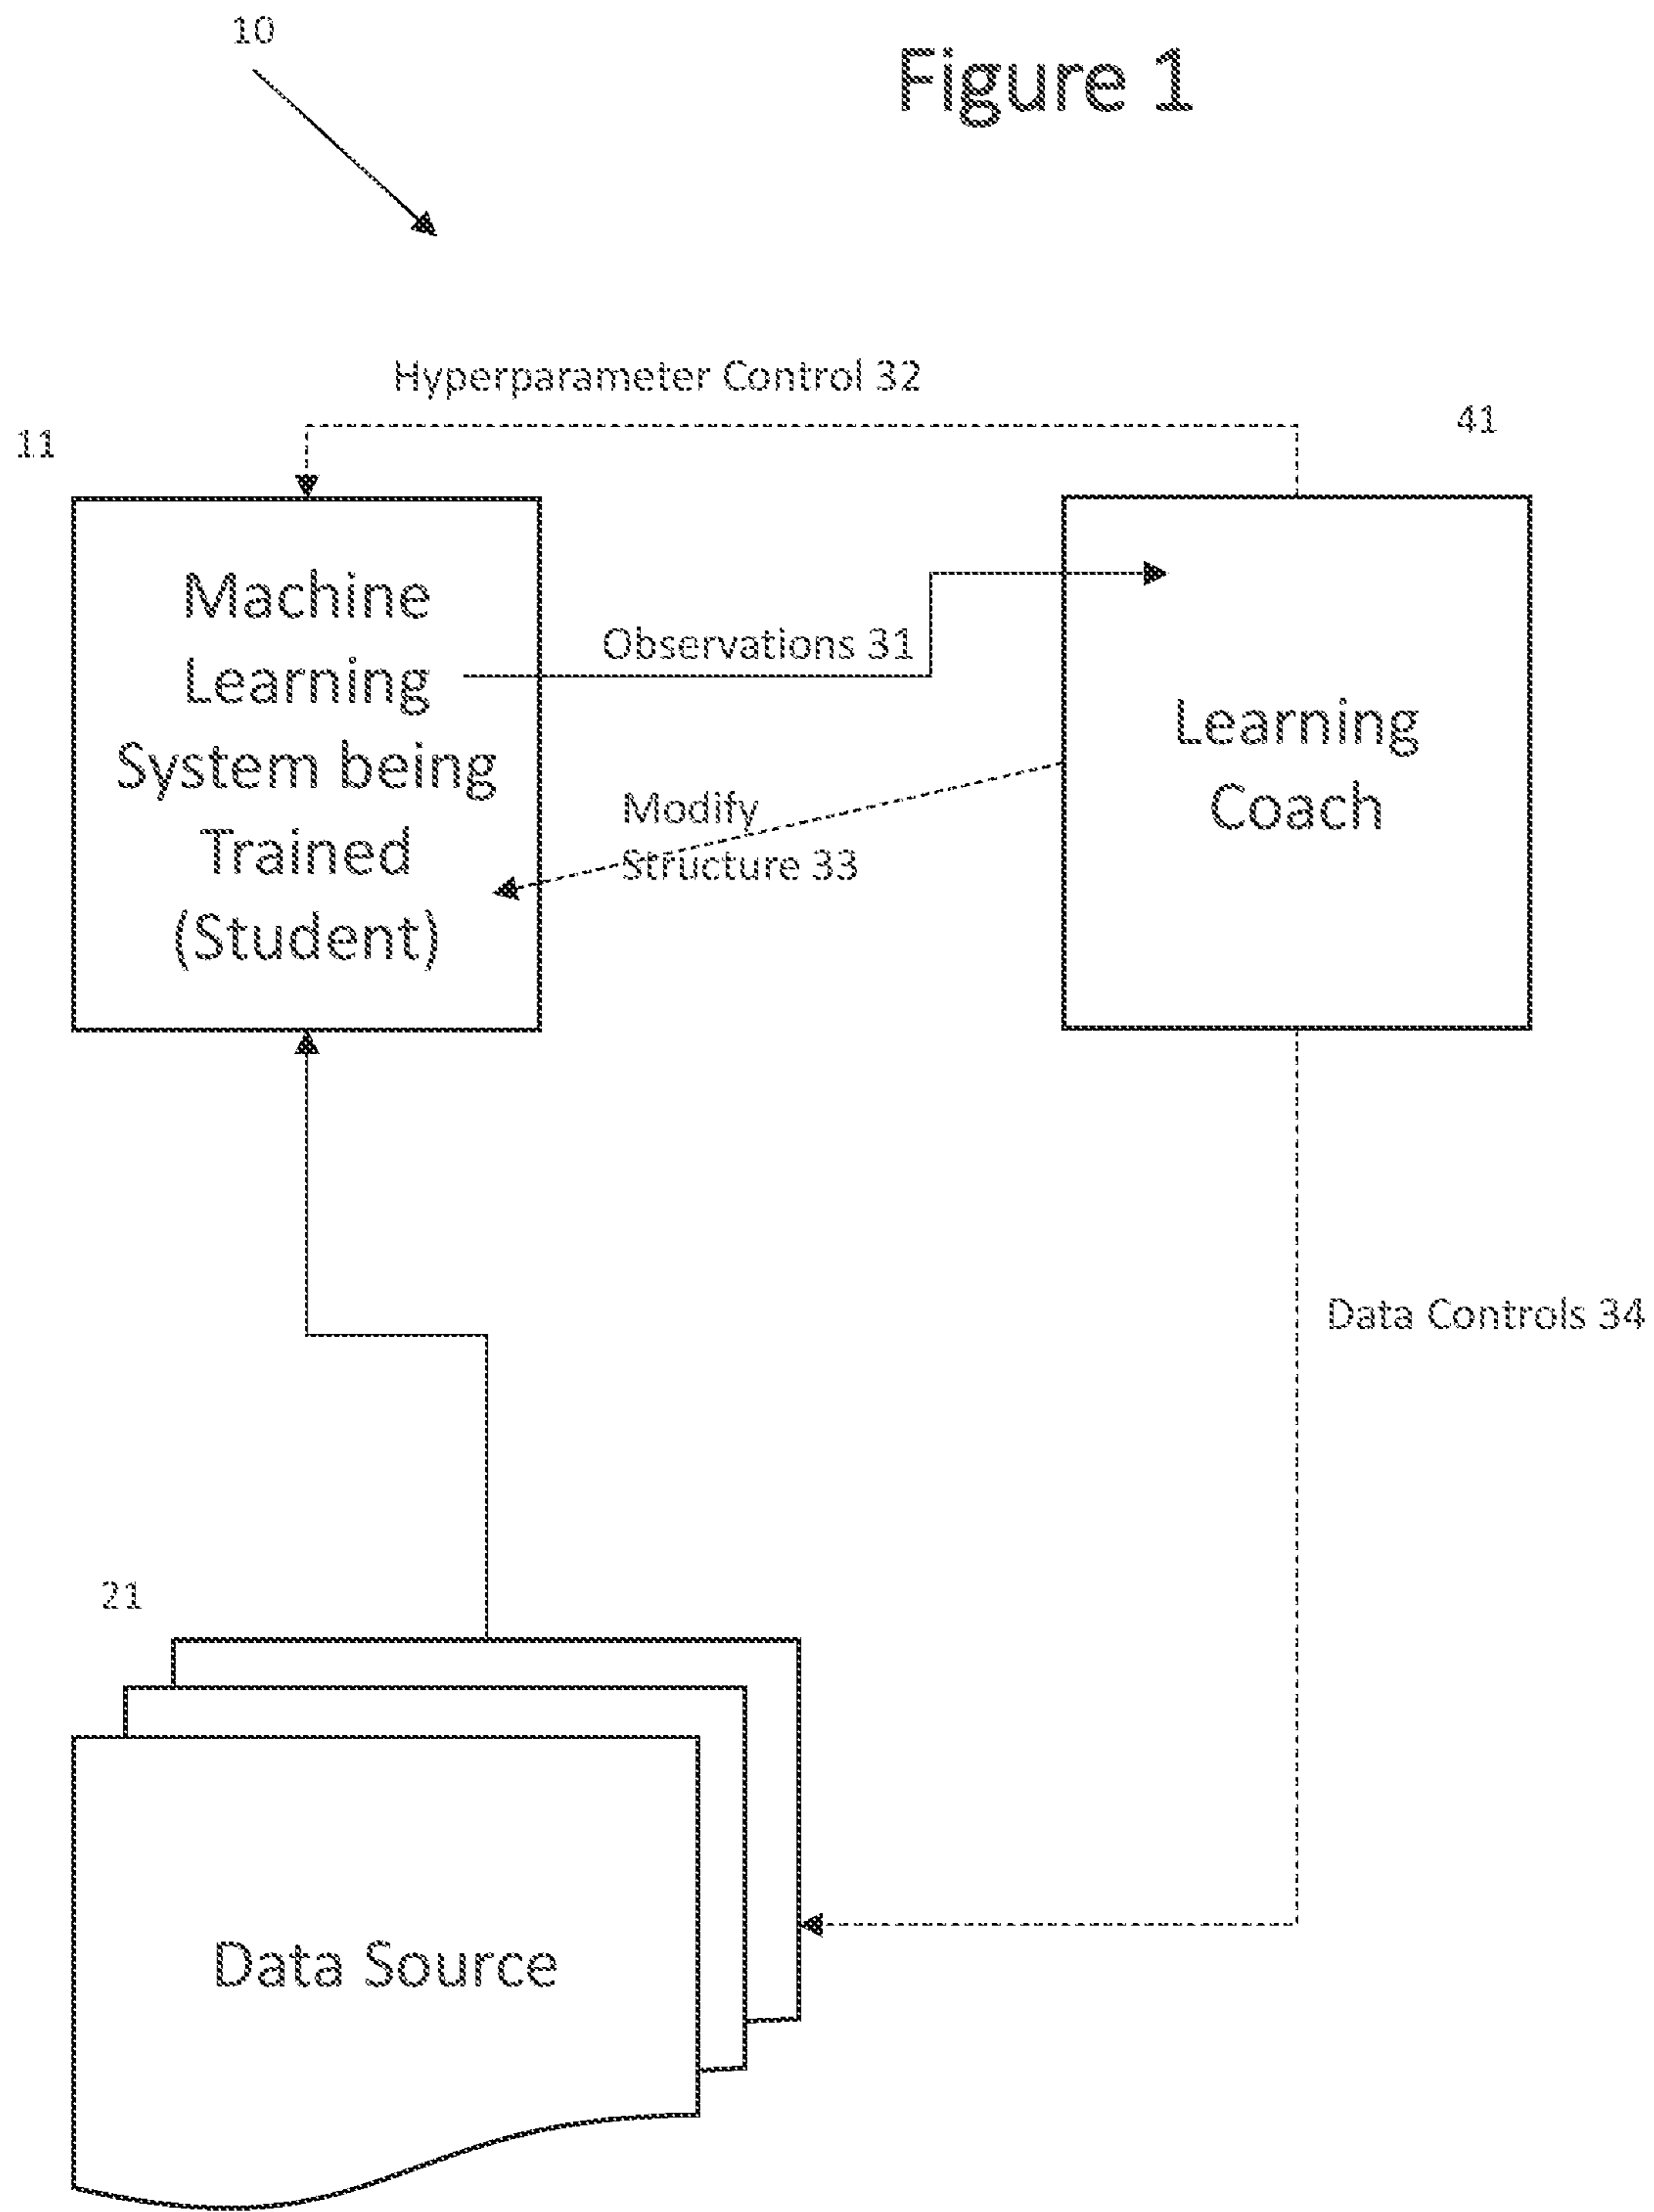 10
Figure 1
Hyperparameter Control 32
11
41
Machine
Learning
System being
Trained
(Student)
Observations 31
Modify
Structure 33
Learning
Coach
Data Controls 34
21
Data Source